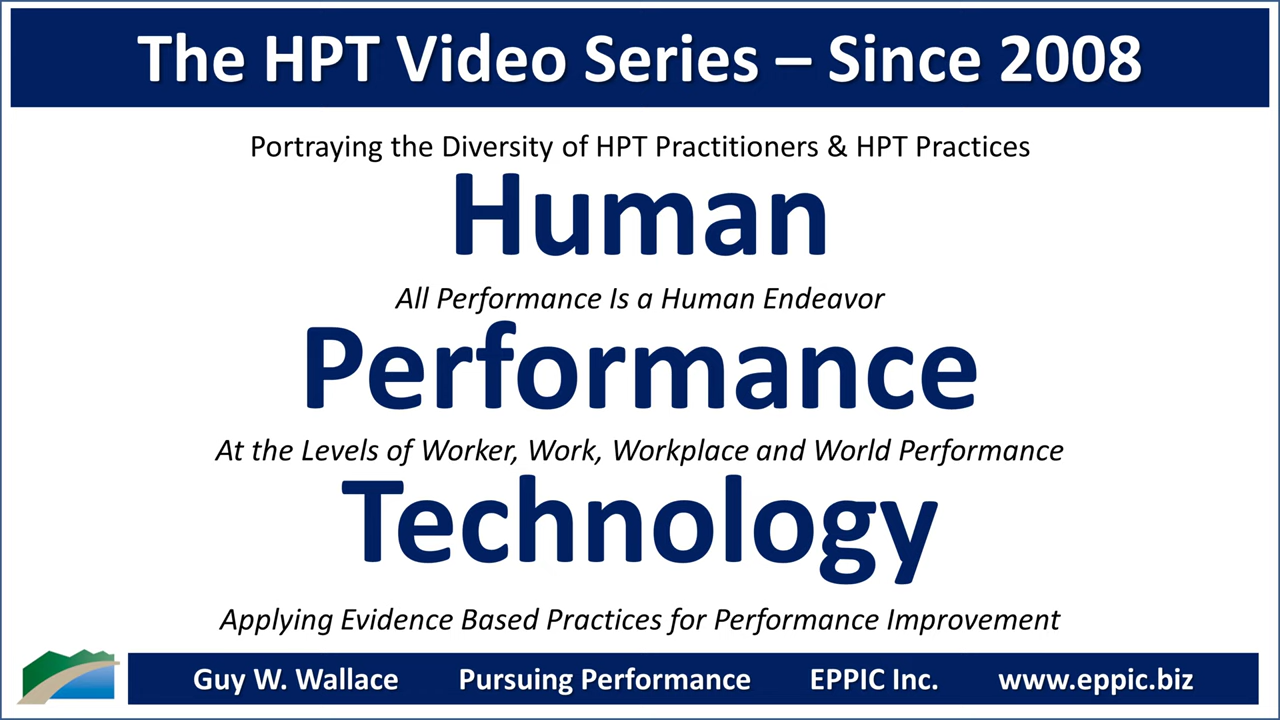 The HPT Video Series – Since 2008
Portraying the Diversity of HPT Practitioners & HPT Practices
Human
All Performance Is a Human Endeavor
Performance
At the Levels of Worker, Work, Workplace and World Performance
Technology
Applying Evidence Based Practices for Performance Improvement
Guy W. Wallace Pursuing Performance EPPIC Inc. www.eppic.biz